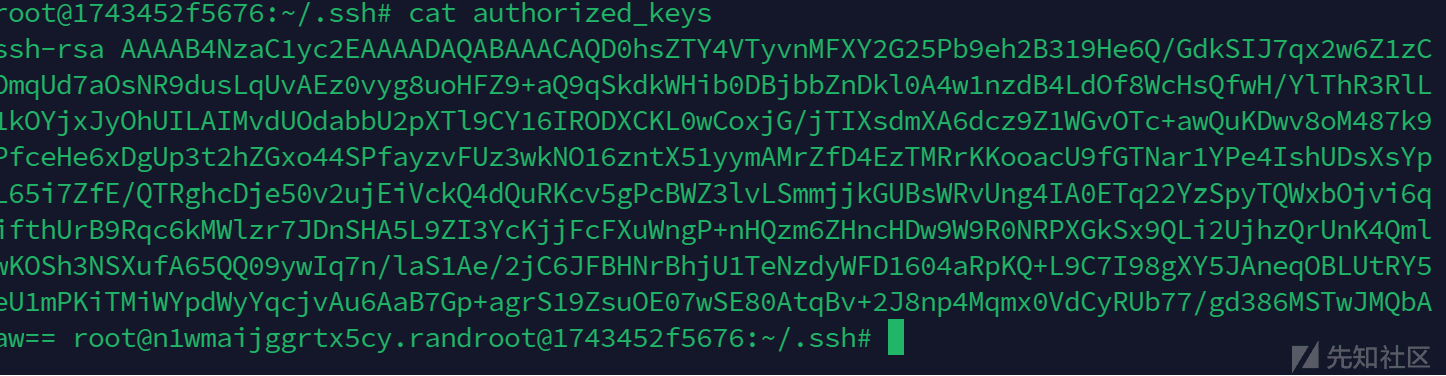 root@1743452f5676:~/.ssh# cat authorized_keys
ssh-rsa AAAAB4NzaC1yc2EAAAADAQABAAACAQD0hsZTY4VTyvnMFXY2G25Pb9eh2B319He6Q/GdkSIJ7qx2w6Z1zC
OmqUd7aOsNR9dusLqUvAEz0vyg8uoHFZ9+aQ9qSkdkWHib0DBjbbZnDkl0A4w1nzdB4LdOf8WcHsQfwH/YlThR3RlL
1kOYjxJyOhUILAIMvdUOdabbU2pXTl9CY16IRODXCKL0wCoxjG/jTIXsdmXA6dcz9Z1WGvOTc+awQuKDwv8oM487k9
PfceHe6xDgUp3t2hZGxo44SPfayzvFUz3wkNO16zntX51yymAMrZfD4EzTMRrKKooacU9fGTNar1YPe4IshUDsXsYp
L65i7ZfE/QTRghcDje50v2ujEiVckQ4dQuRKcv5gPcBWZ3lvLSmmjjkGUBsWRvUng4IA0ETq22YzSpyTQWxbOjvi6q
ifthUrB9Rqc6kMWlzr7JDnSHA5L9ZI3YcKjjFcFXuWngP+nHQzm6ZHncHDw9W9R0NRPXGkSx9QLi2UjhzQrUnK4Qml
wKOSh3NSXufA65QQ09ywIq7n/laS1Ae/2jC6JFBHNrBhjU1TeNzdyWFD1604aRpKQ+L9C7I98gXY5JAneqOBLUtRY5
eU1mPKiTMiWYpdWyYqcjvAu6AaB7Gp+agrS19ZsuOE07wSE80AtqBv+2J8np4Mqmx0VdCyRUb77/gd386MSTwJMQbA
aw== root@n1wmaijggrtx5cy.randroot@1743452f5676:~/.ssh#
先知社区